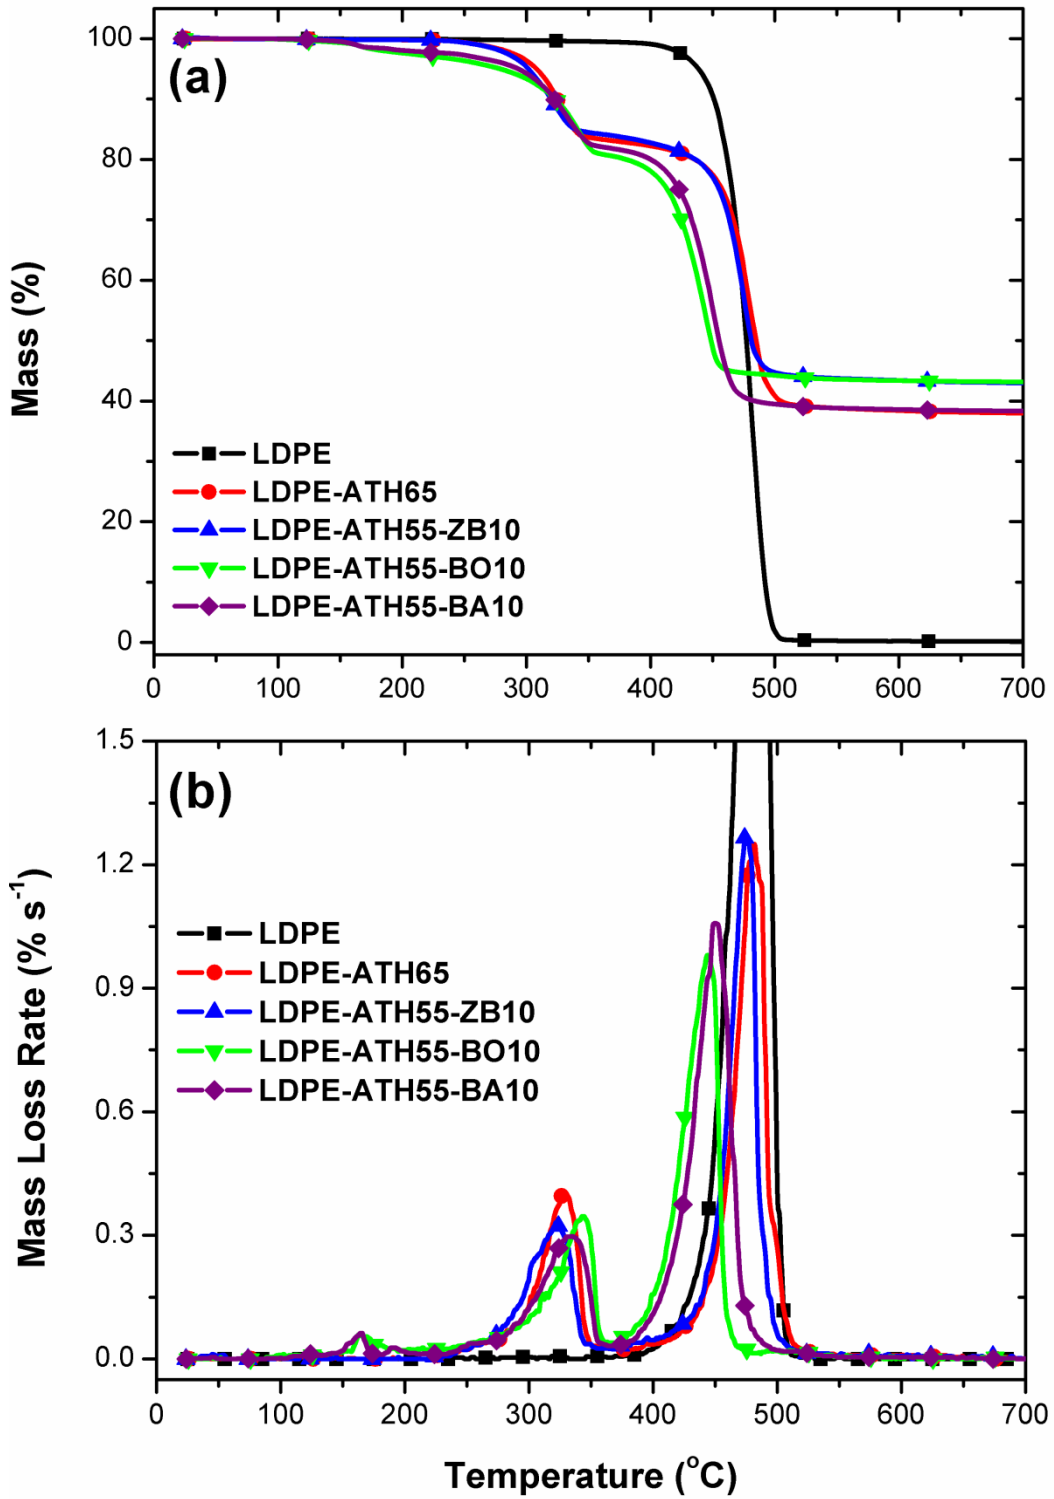 (a)
100
80
60
40
20
0
Mass (%)
LDPE
LDPE-ATH65
LDPE-ATH55-ZB10
LDPE-ATH55-BO10
LDPE-ATH55-BA10
0 100 200 300 400 500 600 700
(b)
1.5
1.2
0.9
0.6
0.3
0.0
Mass Loss Rate (% s-1)
LDPE
LDPE-ATH65
LDPE-ATH55-ZB10
LDPE-ATH55-BO10
LDPE-ATH55-BA10
0 100 200 300 400 500 600 700
Temperature (oC)